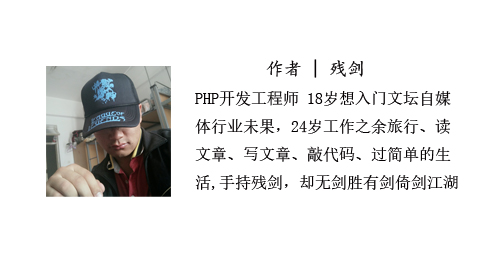 作者 | 残剑
PHP开发工程师 18岁想入门文坛自媒
体行业未果，24岁工作之余旅行、读
文章、写文章、敲代码、过简单的生
活,手持残剑，却无剑胜有剑倚剑江湖